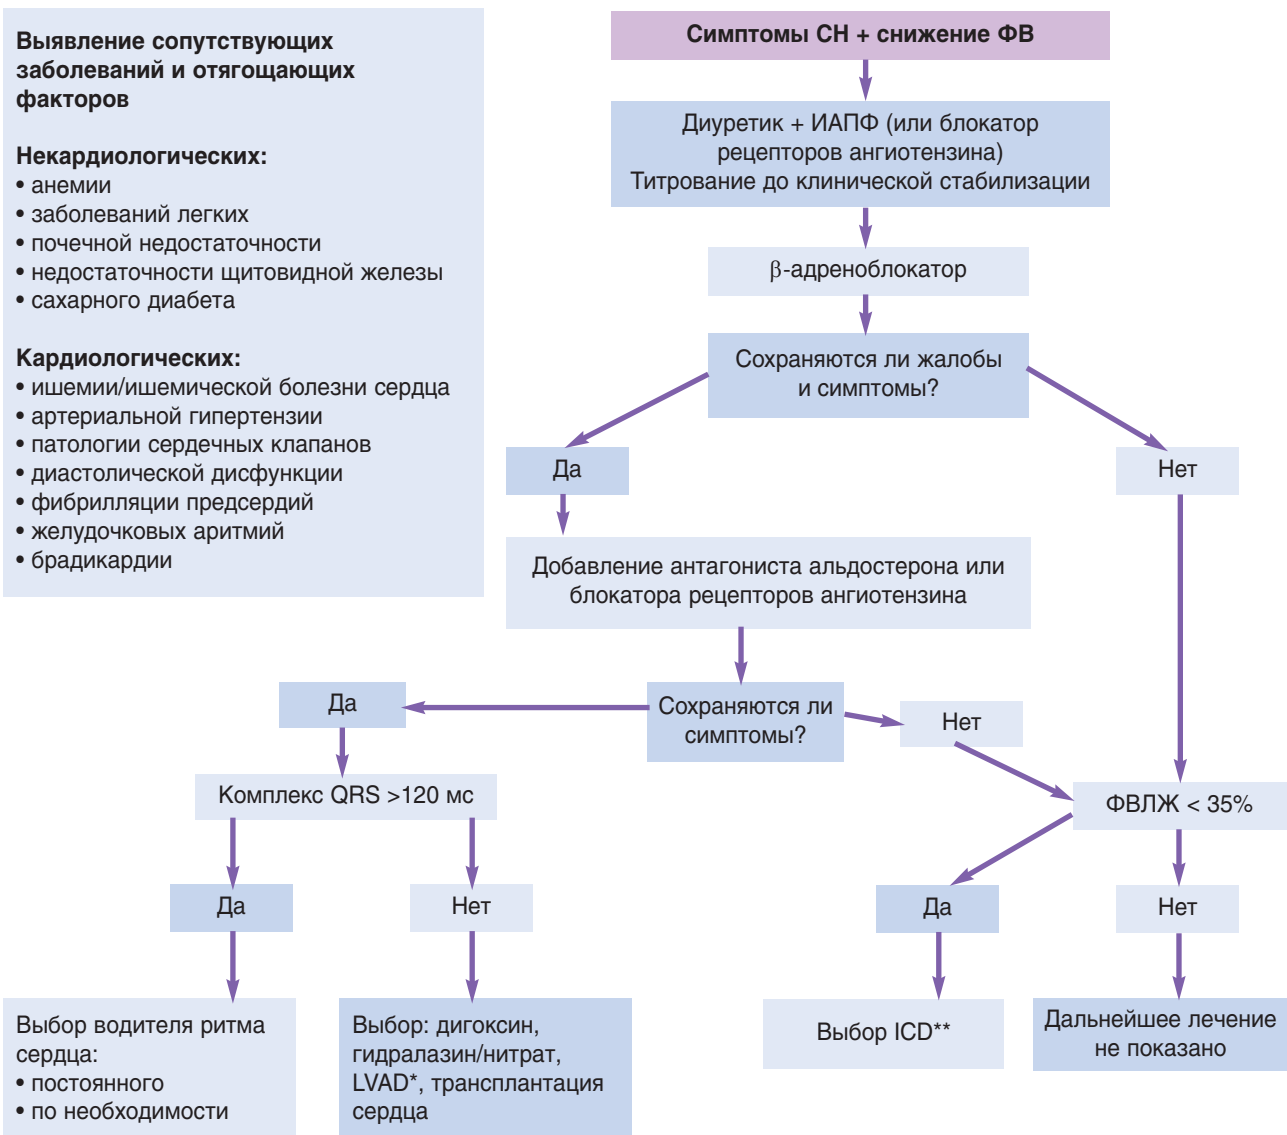 Выявление сопутствующих
заболеваний и отягощающих
факторов
Некардиологических:
• анемии
• заболеваний легких
• почечной недостаточности
• недостаточности щитовидной железы
• сахарного диабета
Кардиологических:
• ишемии/ишемической болезни сердца
• артериальной гипертензии
• патологии сердечных клапанов
• диастолической дисфункции
• фибрилляции предсердий
• желудочковых аритмий
• брадикардии
Симптомы СН + снижение ФВ
Диуретик + ИАПФ (или блокатор
рецепторов ангиотензина)
Титрование до клинической стабилизации
β-адреноблокатор
Сохраняются ли жалобы
и симптомы?
Да
Нет
Добавление антагониста альдостерона или
блокатора рецепторов ангиотензина
Сохраняются ли
симптомы?
Да
Нет
Комплекс QRS >120 мс
ФВЛЖ < 35%
Да
Нет
Да
Нет
Выбор водителя ритма
сердца:
• постоянного
• по необходимости
Выбор: дигоксин,
гидралазин/нитрат,
LVAD*, трансплантация
сердца
Выбор ICD**
Дальнейшее лечение
не показано